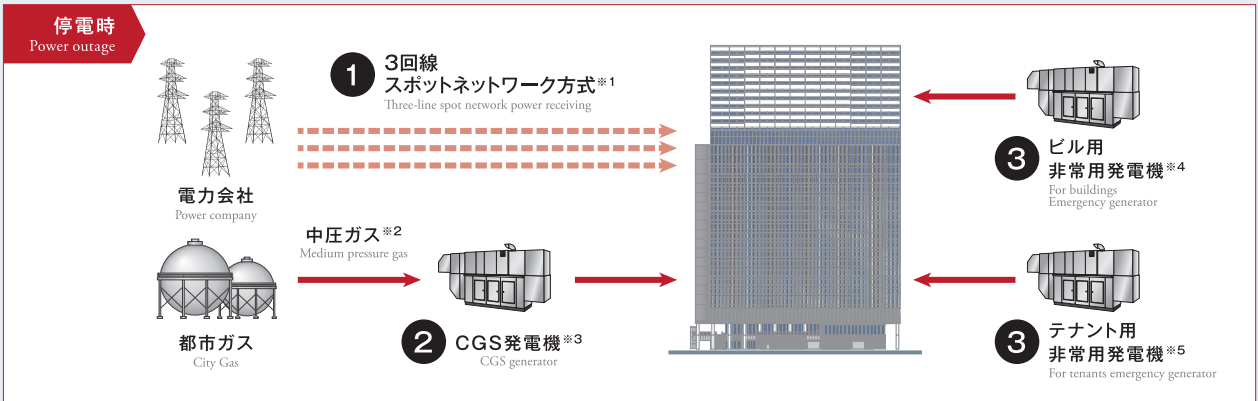 停電時
Power outage
1
3回線
スポットネットワーク方式※1
Three-line spot network power receiving
電力会社
Power company
中圧ガス※2
Medium pressure gas
都市ガス
City Gas
2
CGS発電機※3
CGS generator
3
ビル用
非常用発電機※4
For buildings
Emergency generator
3
テナント用
非常用発電機※5
For tenants emergency generator